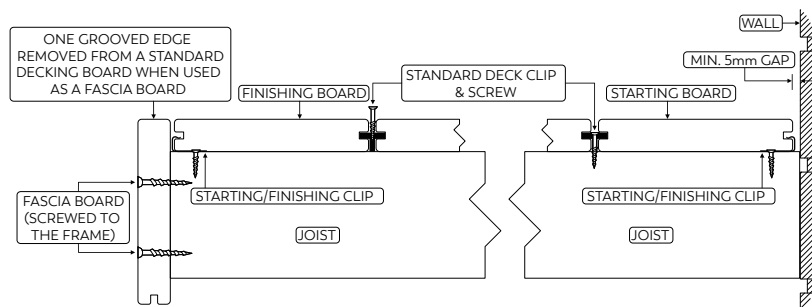 WALL
ONE GROOVED EDGE
REMOVED FROM A STANDARD
DECKING BOARD WHEN USED
AS A FASCIA BOARD
MIN. 5mm GAP
FINISHING BOARD
STANDARD DECK CLIP
& SCREW
STARTING BOARD
FASCIA BOARD
(SCREWED TO
THE FRAME)
STARTING/FINISHING CLIP
STARTING/FINISHING CLIP
JOIST
JOIST